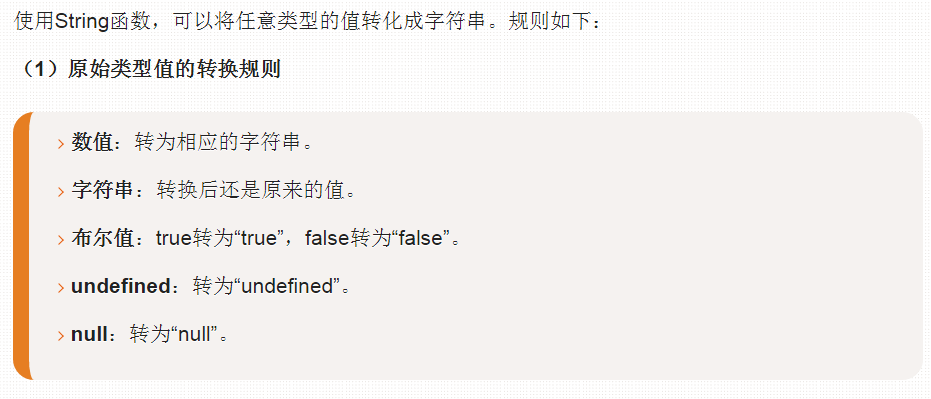 使用String函数，可以将任意类型的值转化成字符串。规则如下：
（1）原始类型值的转换规则
数值：转为相应的字符串。
字符串：转换后还是原来的值。
布尔值：true转为“true”，false转为“false”。
undefined：转为“undefined”。
null：转为“null”。